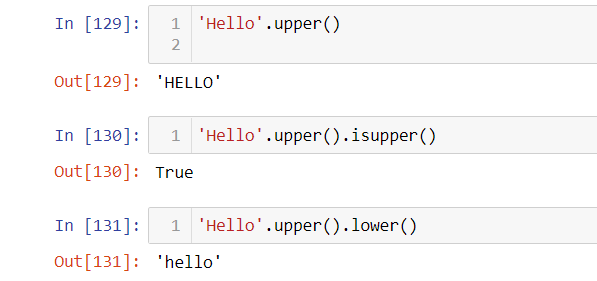 In [129]: 1 'Hello'.upper()
2
Out[129]: 'HELLO'
In [130]: 1 'Hello'.upper().isupper()
Out[130]: True
In [131]: 1 'Hello'.upper().lower()
Out[131]: 'hello'